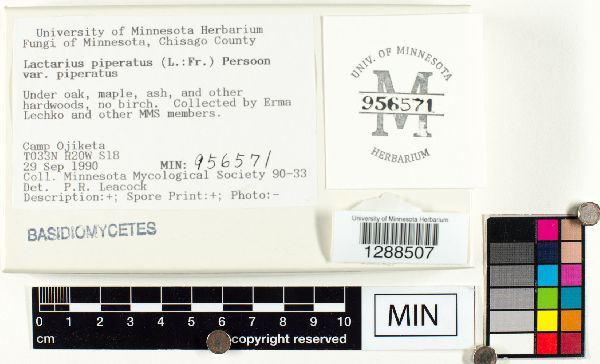 University of Minnesota Herbarium
Fungi of Minnesota, Chisago County
Lactarius piperatus (L.:Fr.) Persoon
var. piperatus
Under oak, maple, ash, and other
hardwoods, no birch. Collected by Erma
Lechko and other MMS members.
Camp Ojiketa
T033N R20W S18
29 Sep 1990 MIN: 956571
Coll. Minnesota Mycological Society 90-33
Det. P.R. Leacock
Description:+; Spore Print:+; Photo:-
UNIV. OF MINNESOTA
M
956571
HERBARIUM
BASIDIOMYCETES
University of Minnesota Herbarium
1288507
0 1 2 3 4 5 6 7 8 9 10
cm copyright reserved
MIN